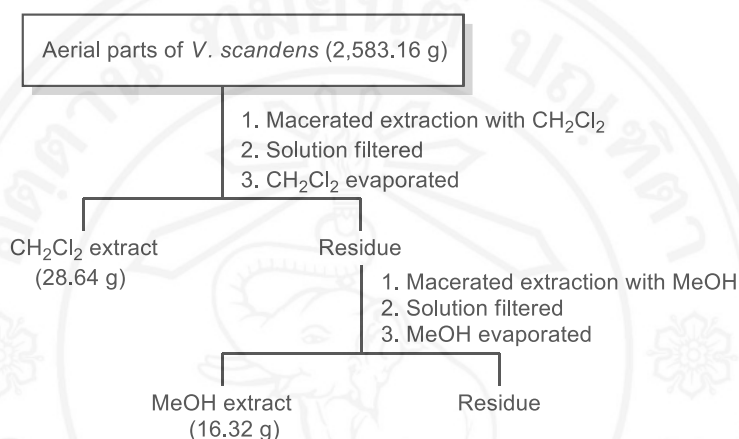 Aerial parts of V. scandens (2,583.16 g)
1. Macerated extraction with CH₂Cl₂
2. Solution filtered
3. CH₂Cl₂ evaporated
CH₂Cl₂ extract
(28.64 g)
Residue
1. Macerated extraction with MeOH
2. Solution filtered
3. MeOH evaporated
MeOH extract
(16.32 g)
Residue